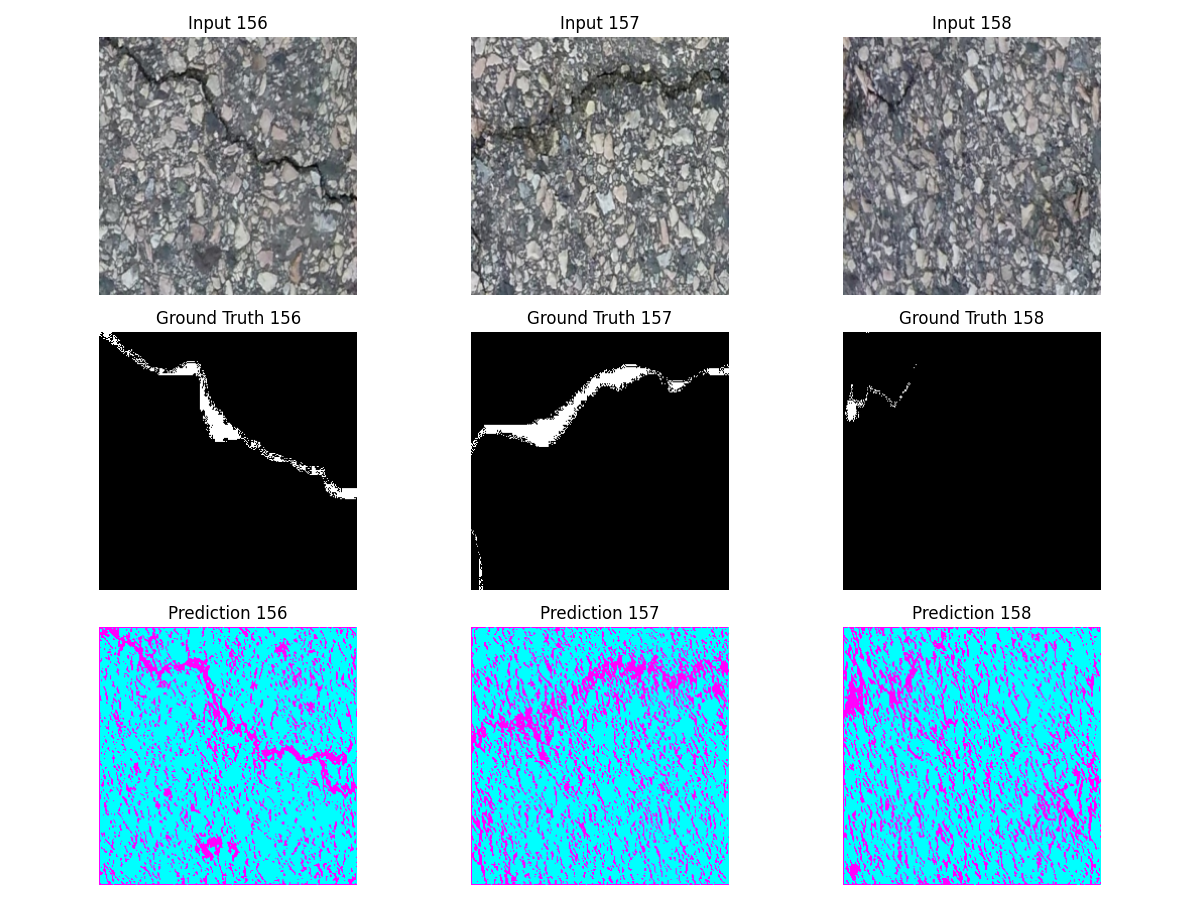 Input 156
Input 157
Input 158
Ground Truth 156
Ground Truth 157
Ground Truth 158
Prediction 156
Prediction 157
Prediction 158